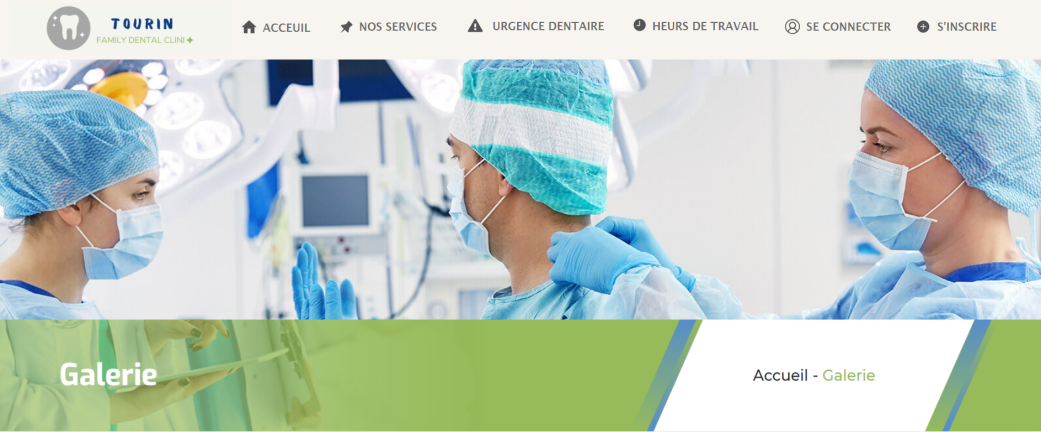 TOURIN
FAMILY DENTAL CLINI
ACCEUIL
NOS SERVICES
URGENCE DENTAIRE
HEURS DE TRAVAIL
SE CONNECTER
S'INSCRIRE
Galerie
Accueil - Galerie